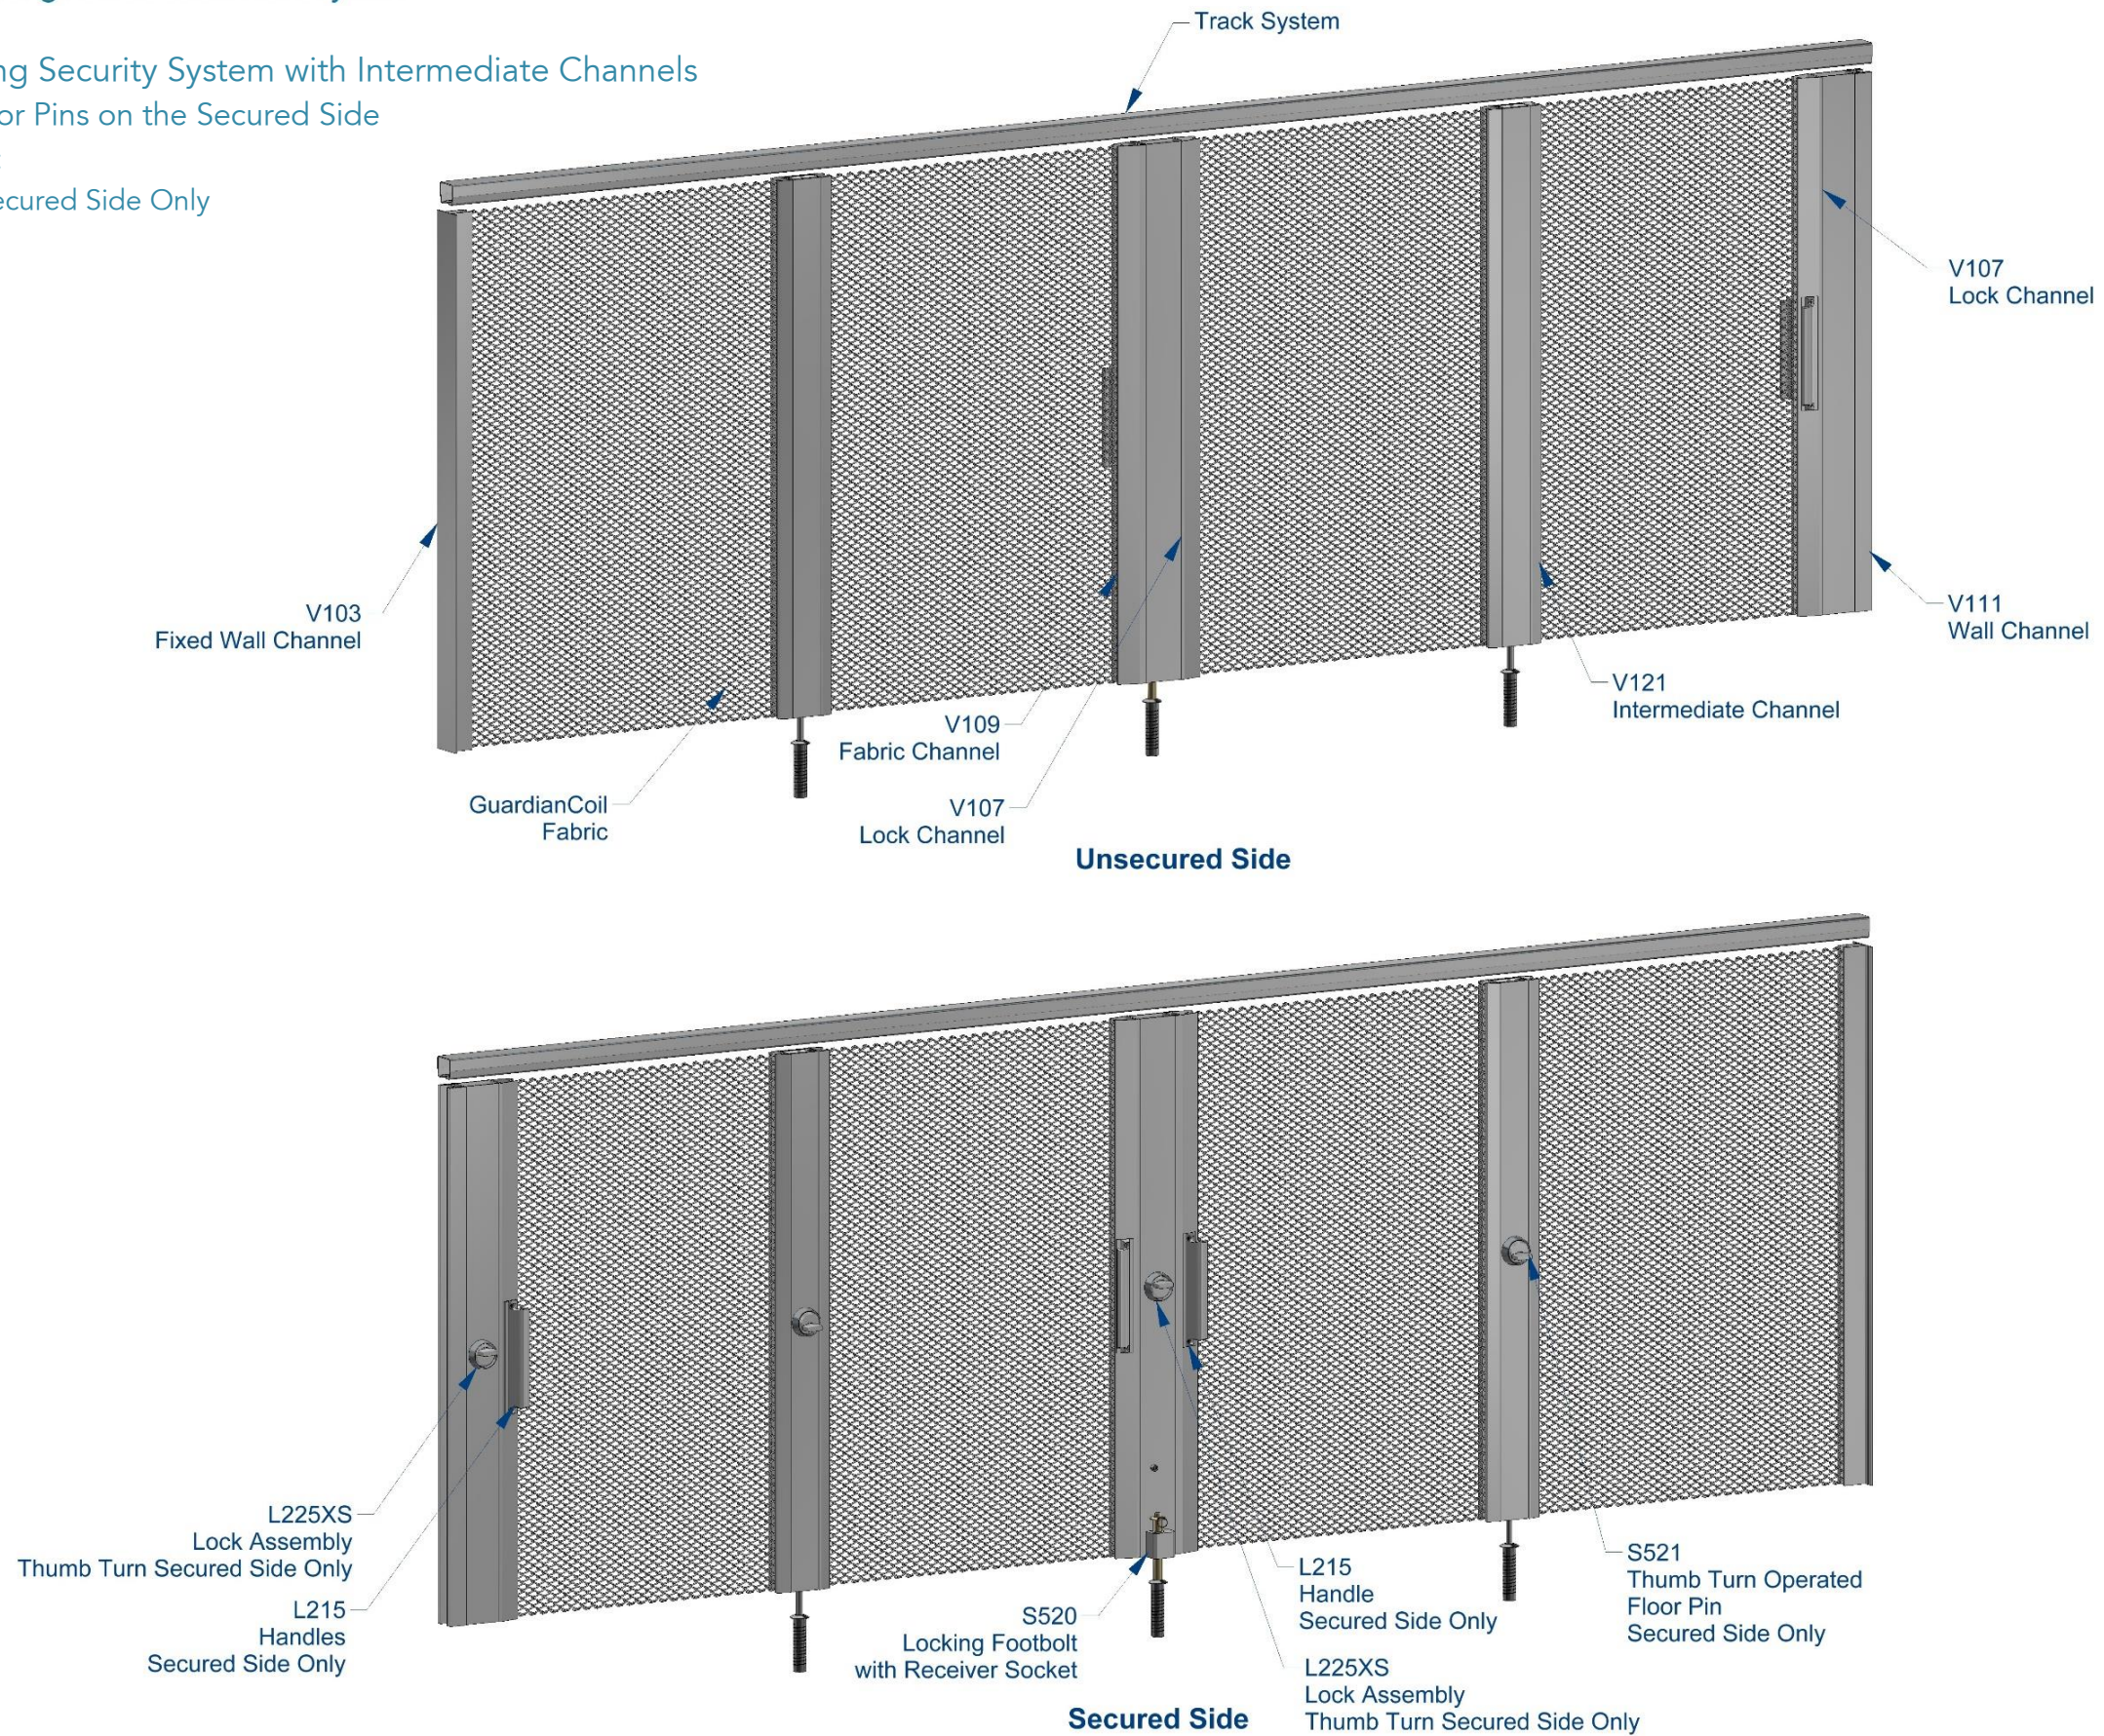 ng Security System with Intermediate Channels
or Pins on the Secured Side
ecured Side Only
Track System
V107
Lock Channel
V103
Fixed Wall Channel
V111
Wall Channel
V121
Intermediate Channel
V109
Fabric Channel
GuardianCoil
Fabric
V107
Lock Channel
Unsecured Side
L225XS
Lock Assembly
Thumb Turn Secured Side Only
L215
Handles
Secured Side Only
S520
Locking Footbolt
with Receiver Socket
L215
Handle
Secured Side Only
S521
Thumb Turn Operated
Floor Pin
Secured Side Only
L225XS
Lock Assembly
Thumb Turn Secured Side Only
Secured Side